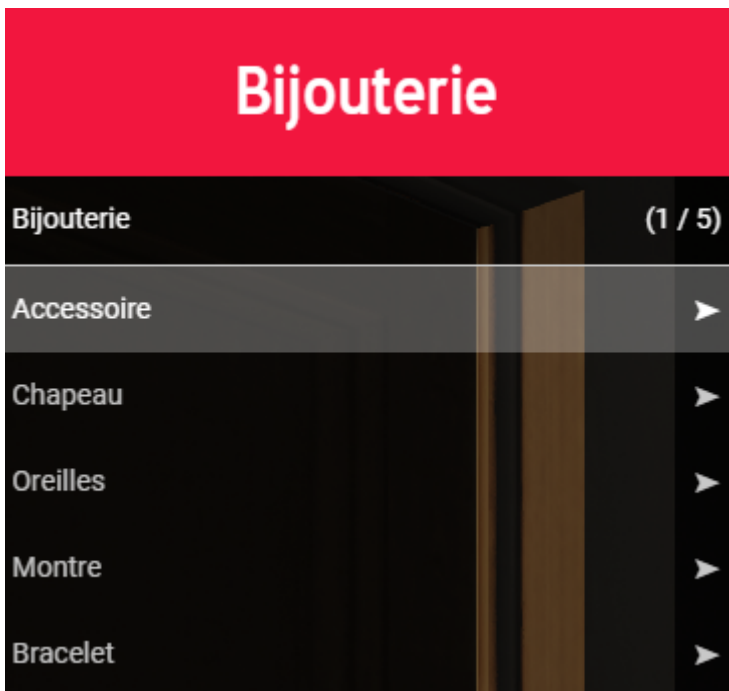 Bijouterie
Bijouterie (1 / 5)
Accessoire ➤
Chapeau ➤
Oreilles ➤
Montre ➤
Bracelet ➤